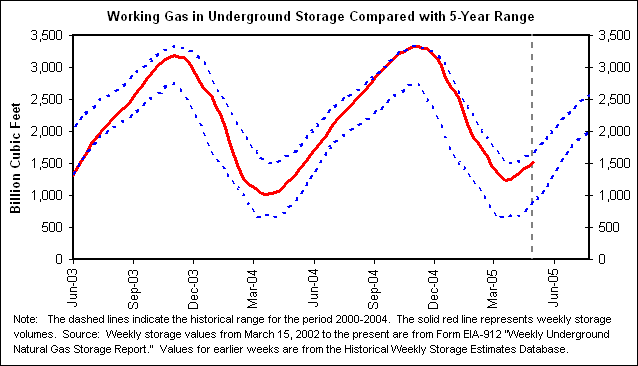 Working Gas in Underground Storage Compared with 5-Year Range
3,500 3,500
3,000 3,000
2,500 2,500
2,000 2,000
1,500 1,500
1,000 1,000
500 500
0 0
Billion Cubic Feet
Jun-03 Sep-03 Dec-03 Mar-04 Jun-04 Sep-04 Dec-04 Mar-05 Jun-05
Note: The dashed lines indicate the historical range for the period 2000-2004. The solid red line represents weekly storage
volumes. Source: Weekly storage values from March 15, 2002 to the present are from Form EIA-912 "Weekly Underground
Natural Gas Storage Report." Values for earlier weeks are from the Historical Weekly Storage Estimates Database.